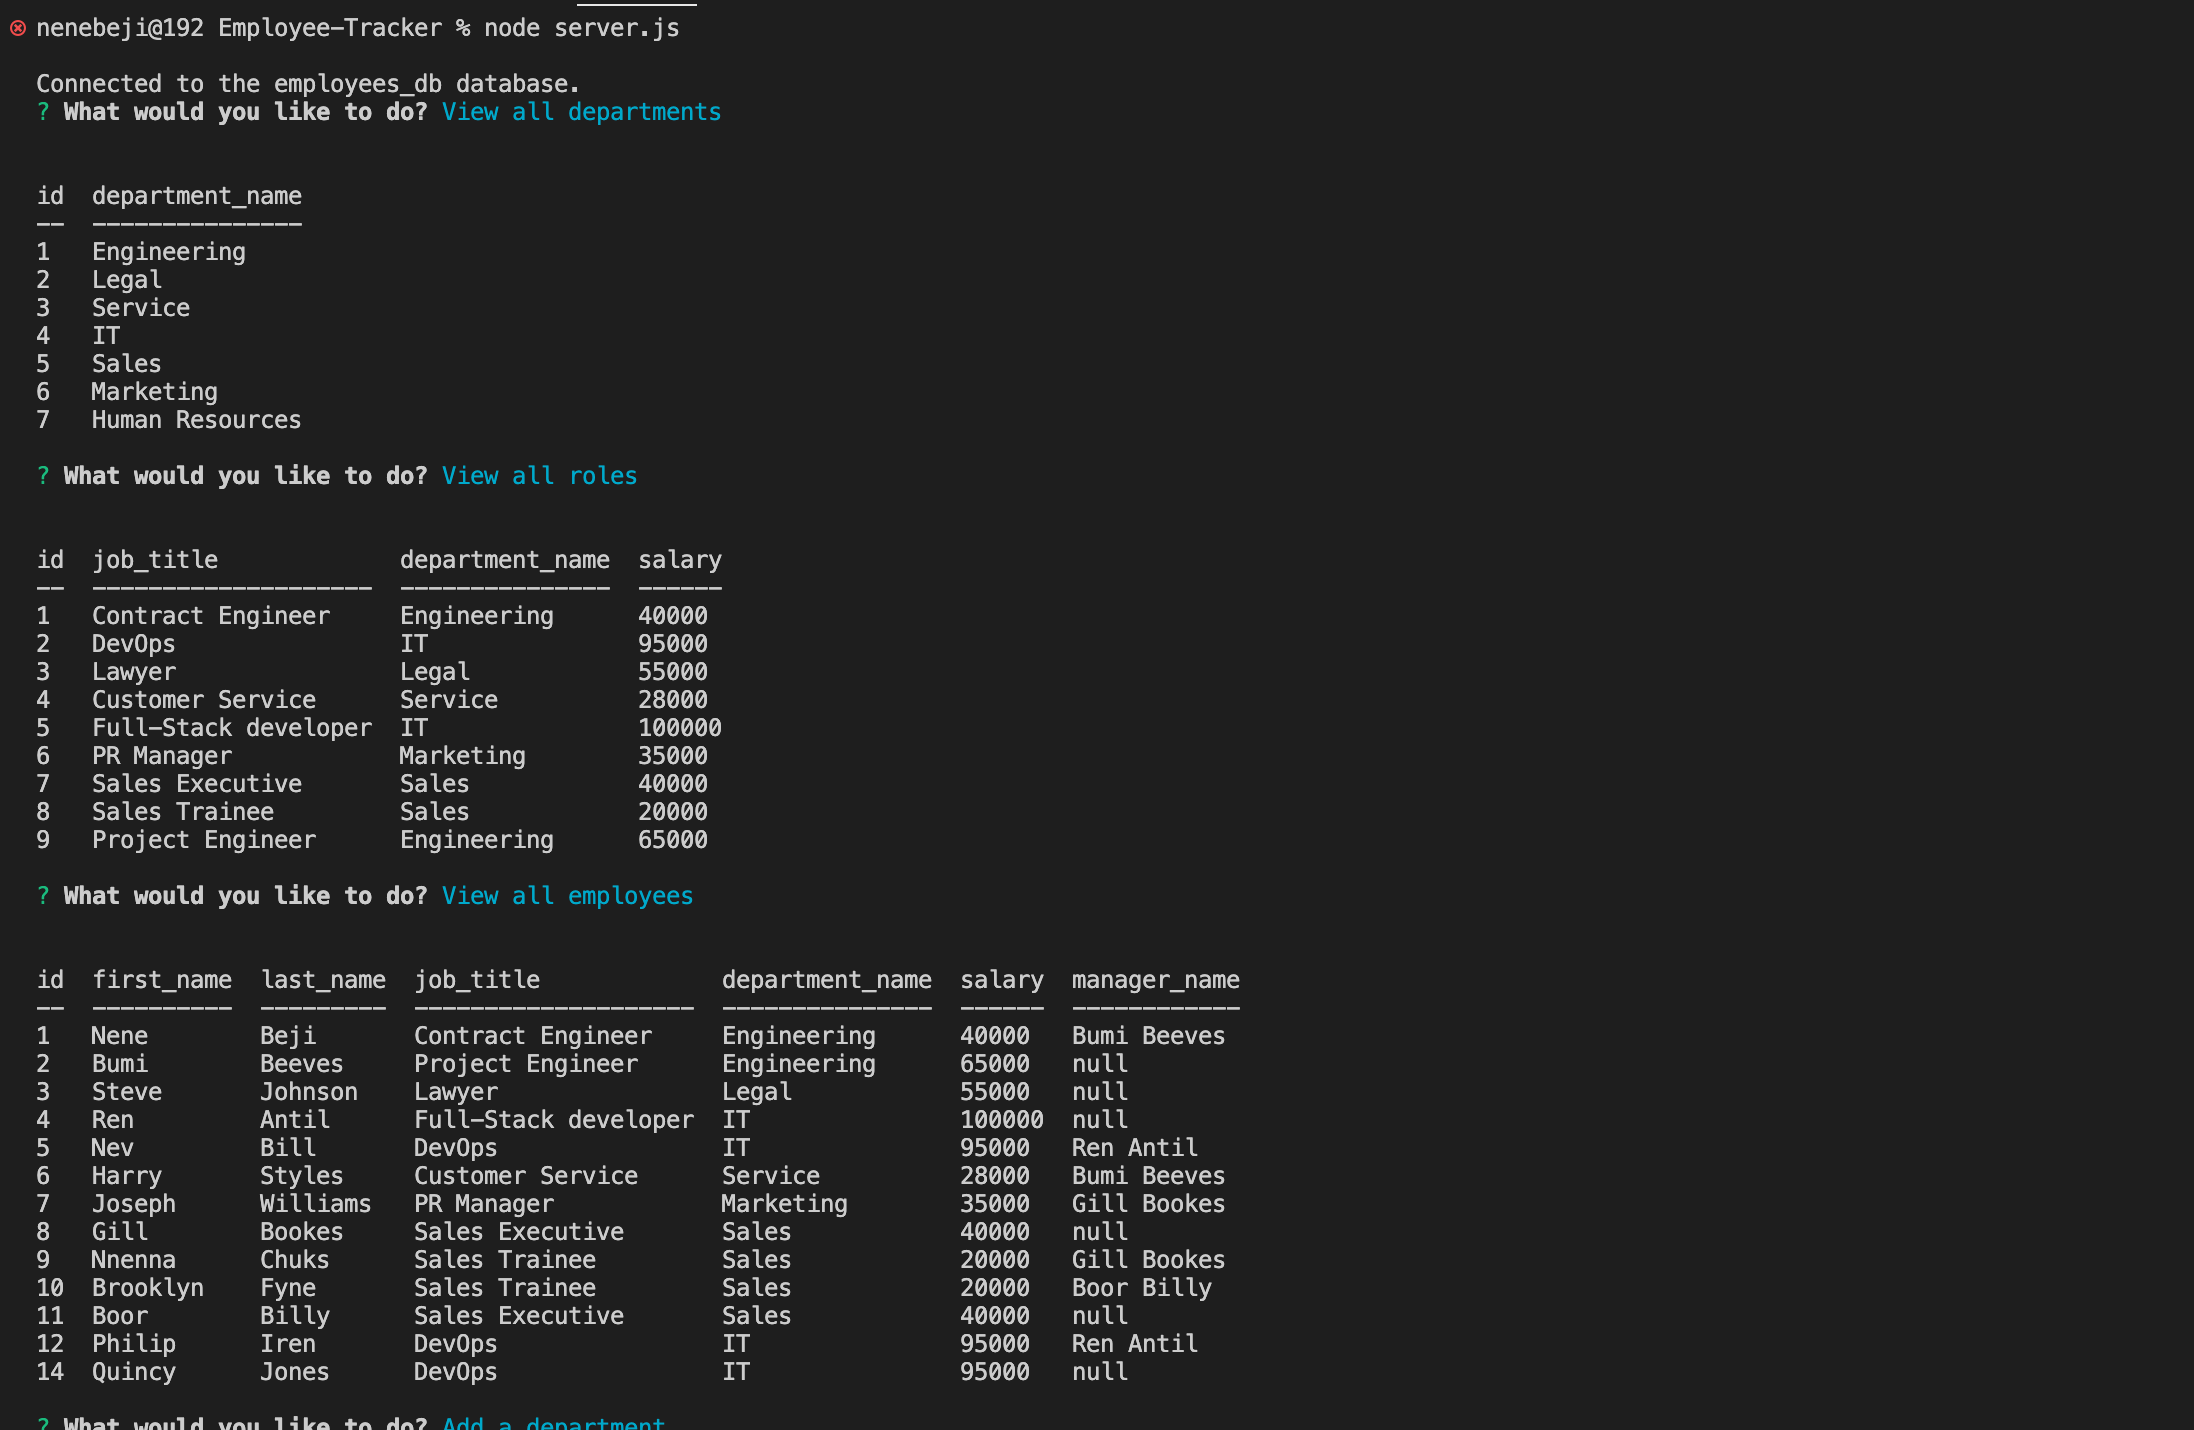 nenebeji@192 Employee-Tracker % node server.js
Connected to the employees_db database.
? What would you like to do? View all departments
id  department_name
--  ---------------
1   Engineering
2   Legal
3   Service
4   IT
5   Sales
6   Marketing
7   Human Resources
? What would you like to do? View all roles
id  job_title             department_name  salary
--  --------------------  ---------------  ------
1   Contract Engineer     Engineering      40000
2   DevOps                IT               95000
3   Lawyer                Legal            55000
4   Customer Service      Service          28000
5   Full-Stack developer  IT               100000
6   PR Manager            Marketing        35000
7   Sales Executive       Sales            40000
8   Sales Trainee         Sales            20000
9   Project Engineer      Engineering      65000
? What would you like to do? View all employees
id  first_name  last_name  job_title             department_name  salary  manager_name
--  ----------  ---------  --------------------  ---------------  ------  ------------
1   Nene        Beji       Contract Engineer     Engineering      40000   Bumi Beeves
2   Bumi        Beeves     Project Engineer      Engineering      65000   null
3   Steve       Johnson    Lawyer                Legal            55000   null
4   Ren         Antil      Full-Stack developer  IT               100000  null
5   Nev         Bill       DevOps                IT               95000   Ren Antil
6   Harry       Styles     Customer Service      Service          28000   Bumi Beeves
7   Joseph      Williams   PR Manager            Marketing        35000   Gill Bookes
8   Gill        Bookes     Sales Executive       Sales            40000   null
9   Nnenna      Chuks      Sales Trainee         Sales            20000   Gill Bookes
10  Brooklyn    Fyne       Sales Trainee         Sales            20000   Boor Billy
11  Boor        Billy      Sales Executive       Sales            40000   null
12  Philip      Iren       DevOps                IT               95000   Ren Antil
14  Quincy      Jones      DevOps                IT               95000   null
? What would you like to do? Add a department